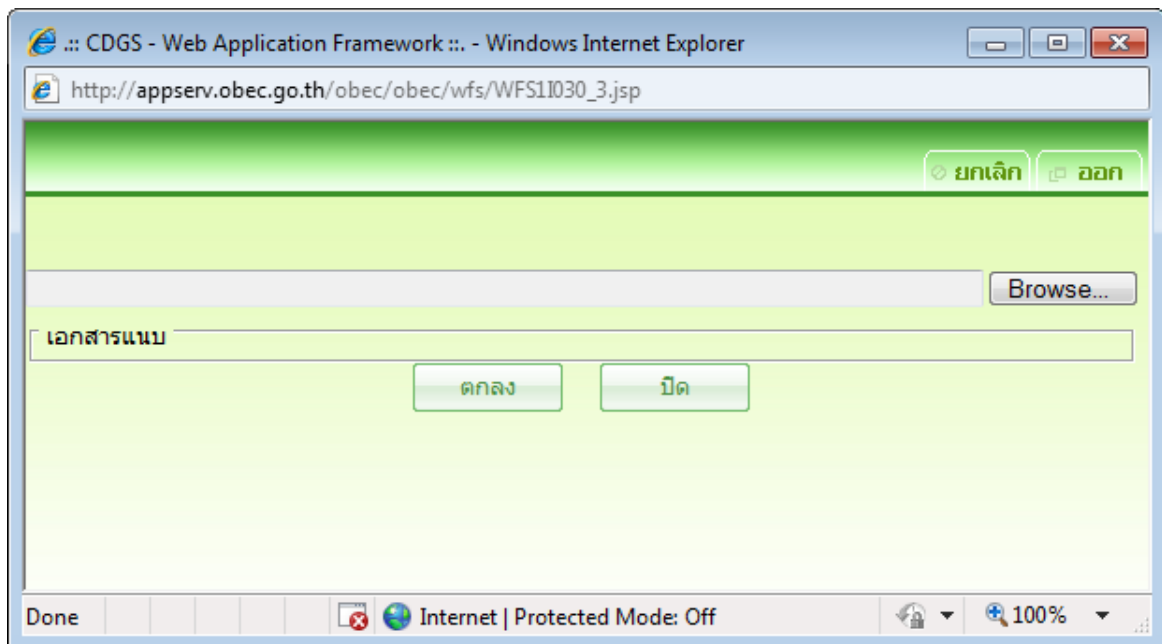 .:: CDGS - Web Application Framework ::. - Windows Internet Explorer
http://appserv.obec.go.th/obec/obec/wfs/WFS1I030_3.jsp
ยกเลิก ออก
Browse...
เอกสารแนบ
ตกลง ปิด
Done Internet | Protected Mode: Off 100%